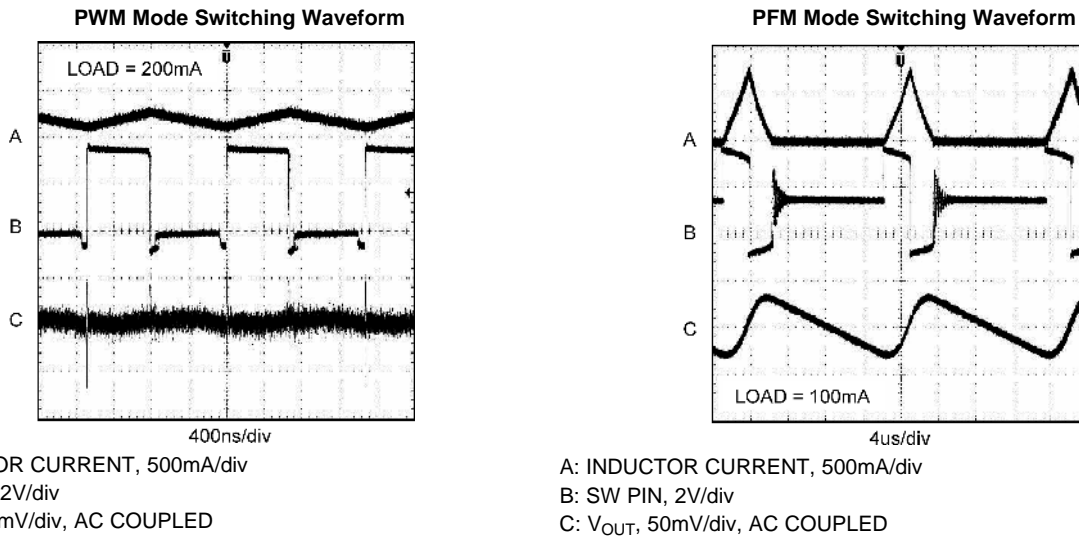 PWM Mode Switching Waveform
LOAD = 200mA
A
B
C
400ns/div
OR CURRENT, 500mA/div
2V/div
mV/div, AC COUPLED
PFM Mode Switching Waveform
A
B
C
LOAD = 100mA
4us/div
A: INDUCTOR CURRENT, 500mA/div
B: SW PIN, 2V/div
C: VOUT, 50mV/div, AC COUPLED